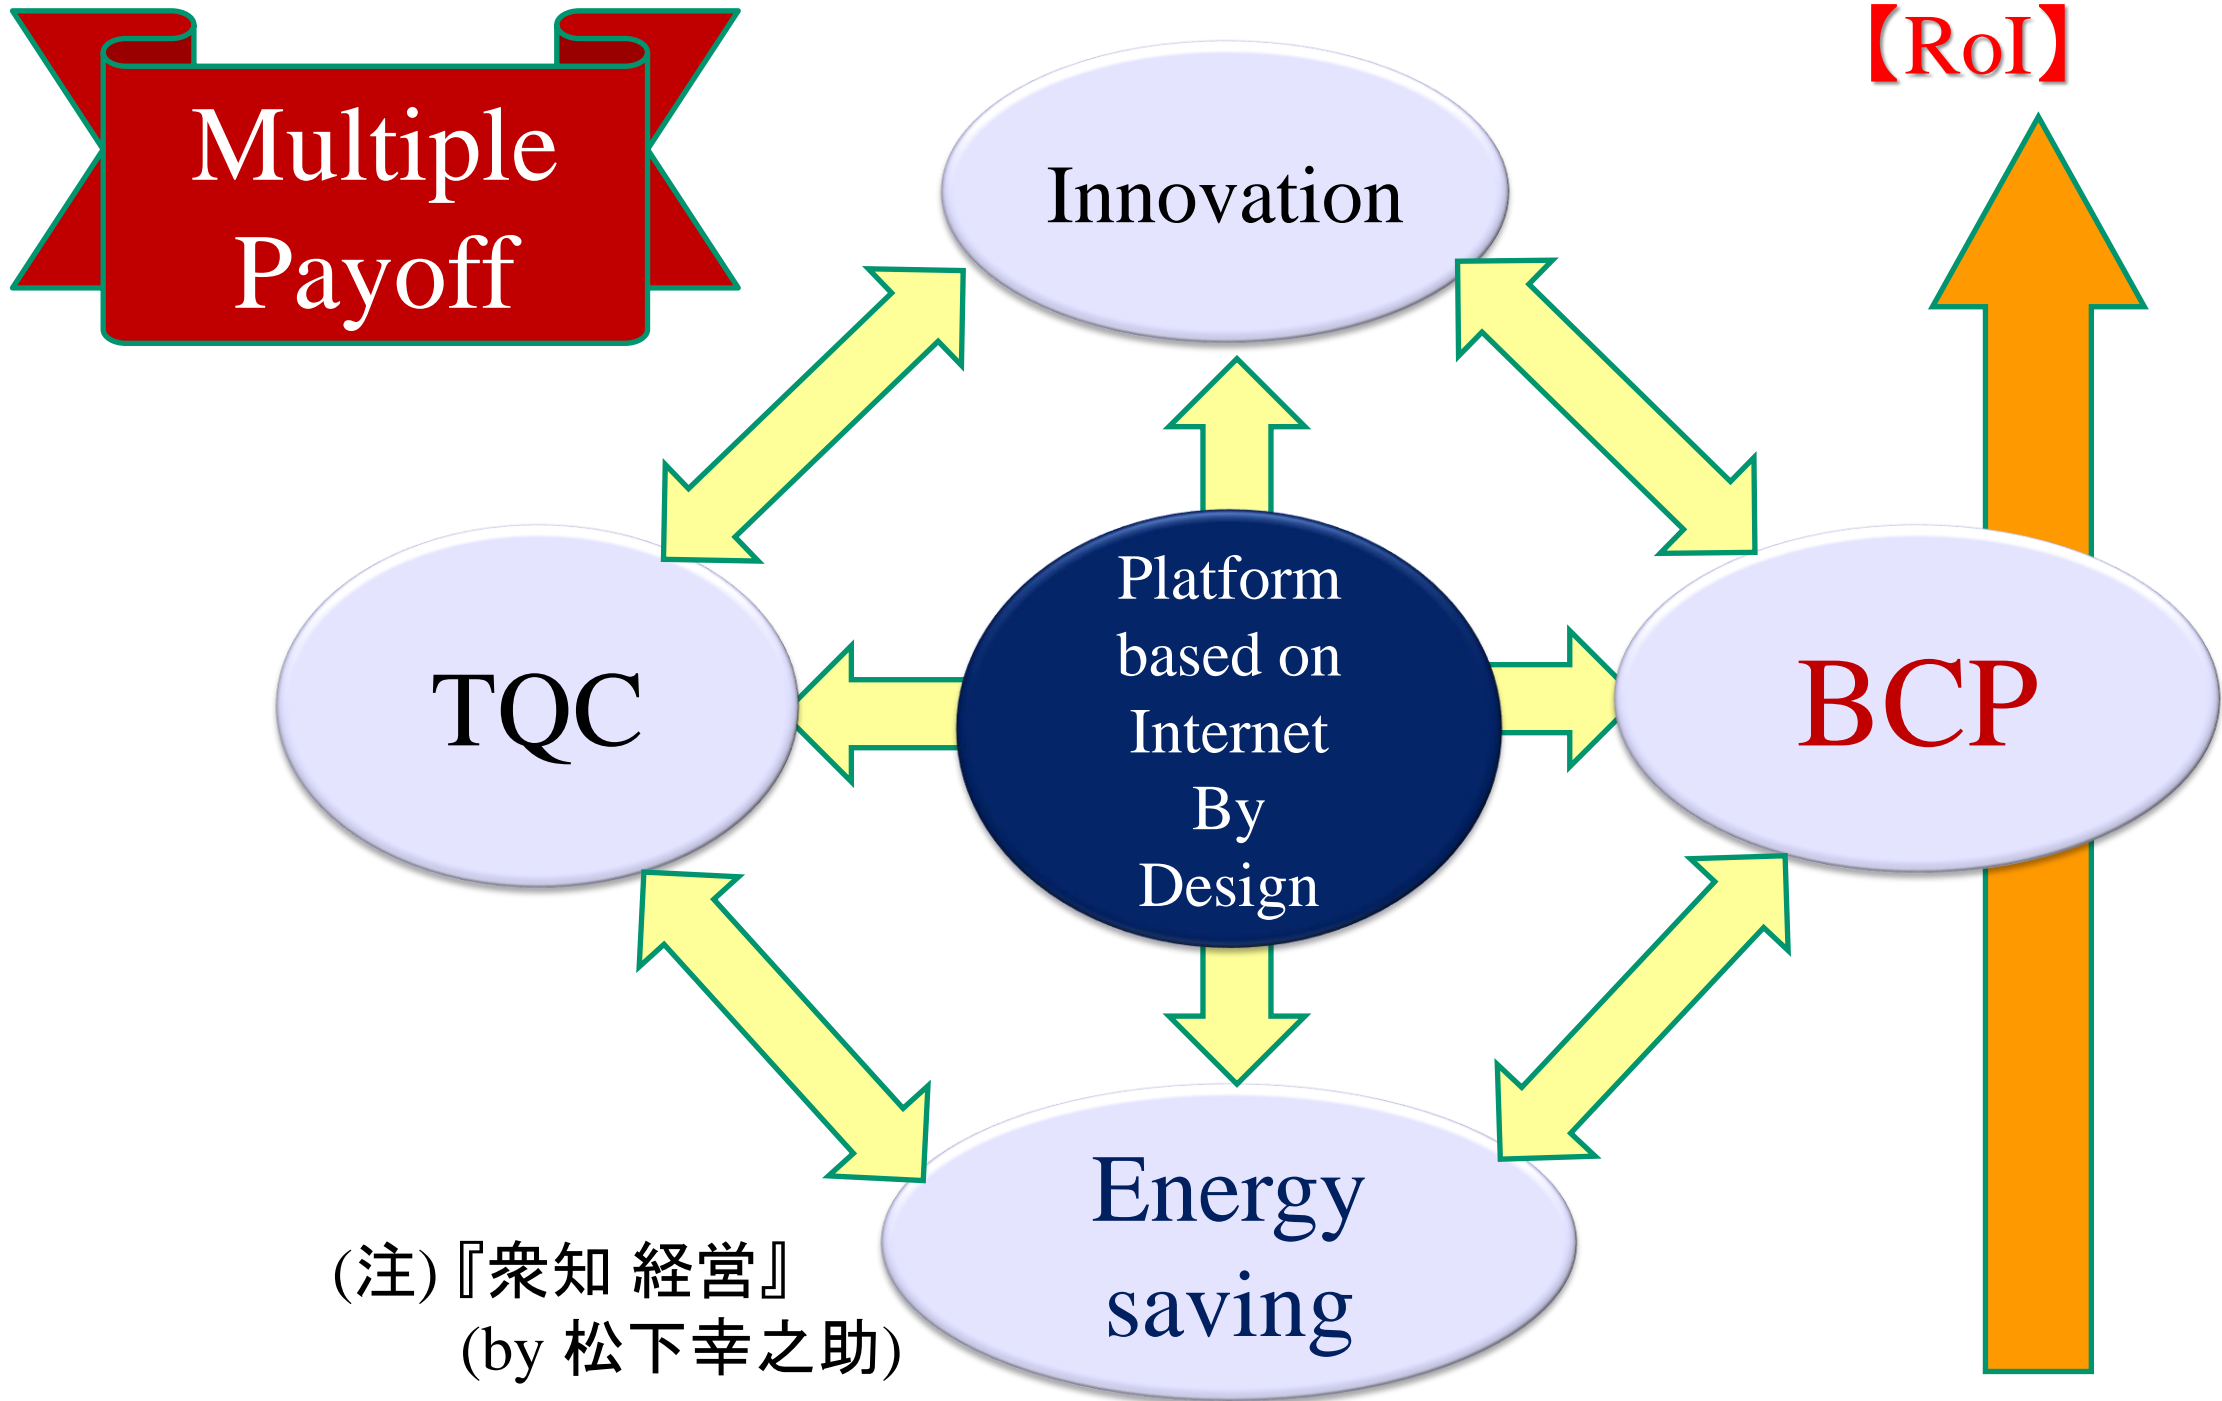 Multiple
Payoff
【RoI】
Innovation
TQC
Platform
based on
Internet
By
Design
BCP
Energy
saving
(注)『衆知 経営』
(by 松下幸之助)